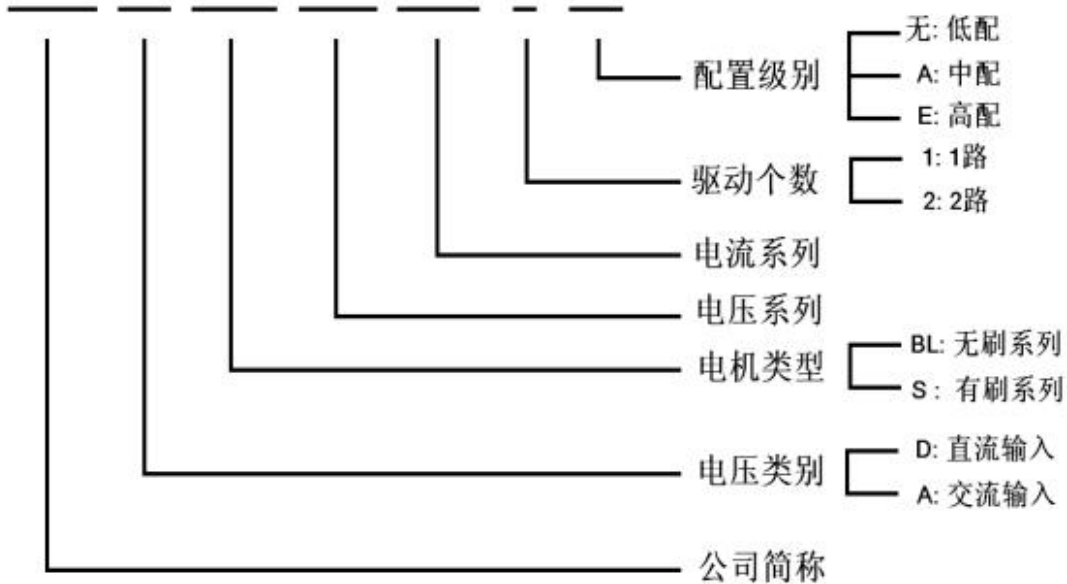 无: 低配
配置级别
A: 中配
E: 高配
1: 1路
驱动个数
2: 2路
电流系列
电压系列
BL: 无刷系列
电机类型
S : 有刷系列
D: 直流输入
电压类别
A: 交流输入
公司简称